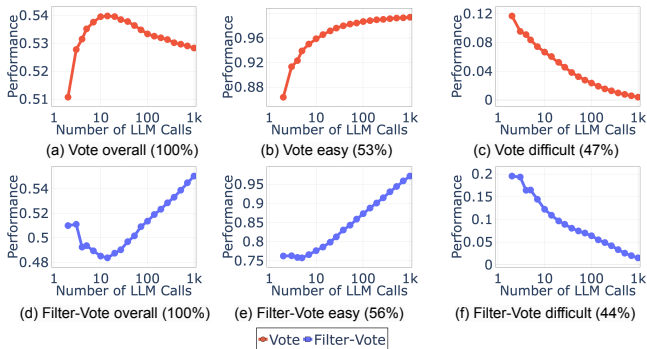 0.54
0.53
0.51
Performance
1 10 100 1k
Number of LLM Calls
(a) Vote overall (100%)
0.96
0.92
0.88
Performance
1 10 100 1k
Number of LLM Calls
(b) Vote easy (53%)
0.12
0.08
0.04
0
Performance
1 10 100 1k
Number of LLM Calls
(c) Vote difficult (47%)
0.54
0.52
0.5
0.48
Performance
1 10 100 1k
Number of LLM Calls
(d) Filter-Vote overall (100%)
0.95
0.9
0.85
0.8
0.75
0.7
Performance
1 10 100 1k
Number of LLM Calls
(e) Filter-Vote easy (56%)
0.2
0.15
0.1
0.05
0
Performance
1 10 100 1k
Number of LLM Calls
(f) Filter-Vote difficult (44%)
Vote Filter-Vote